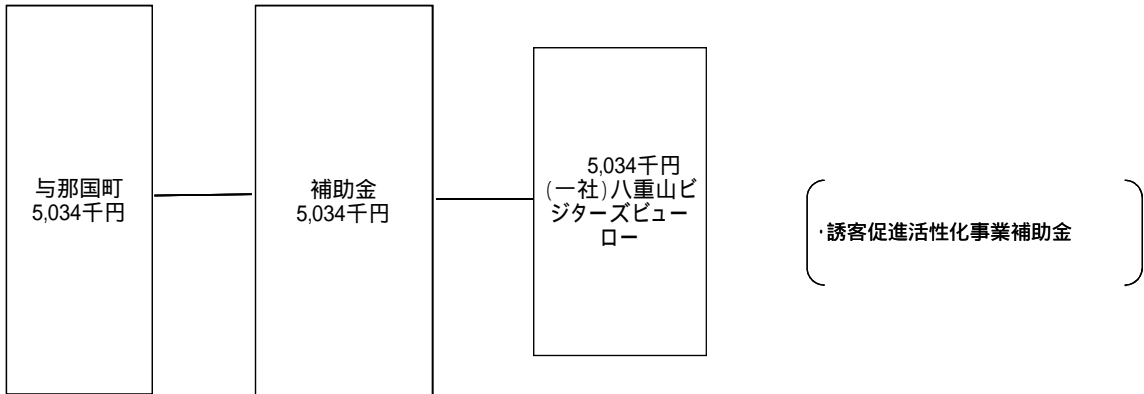 与那国町
5,034千円
補助金
5,034千円
5,034千円
(一社)八重山ビ
ジターズビュー
ロー
・誘客促進活性化事業補助金